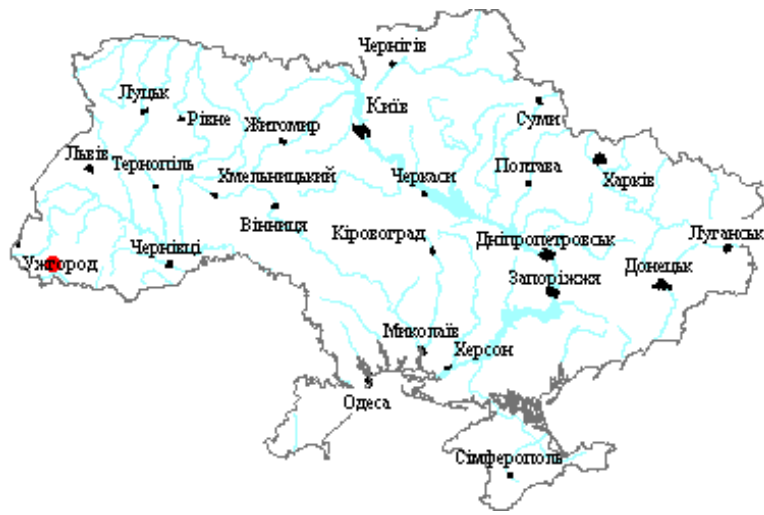 Чернігів
Луцьк
Рівне
Київ
Суми
Житомир
Львів
Тернопіль
Хмельницький
Черкаси
Полтава
Харків
Вінниця
Кіровоград
Дніпропетровськ
Луганськ
Ужгород
Чернівці
Донецьк
Запоріжжя
Миколаїв
Херсон
Одеса
Сімферополь